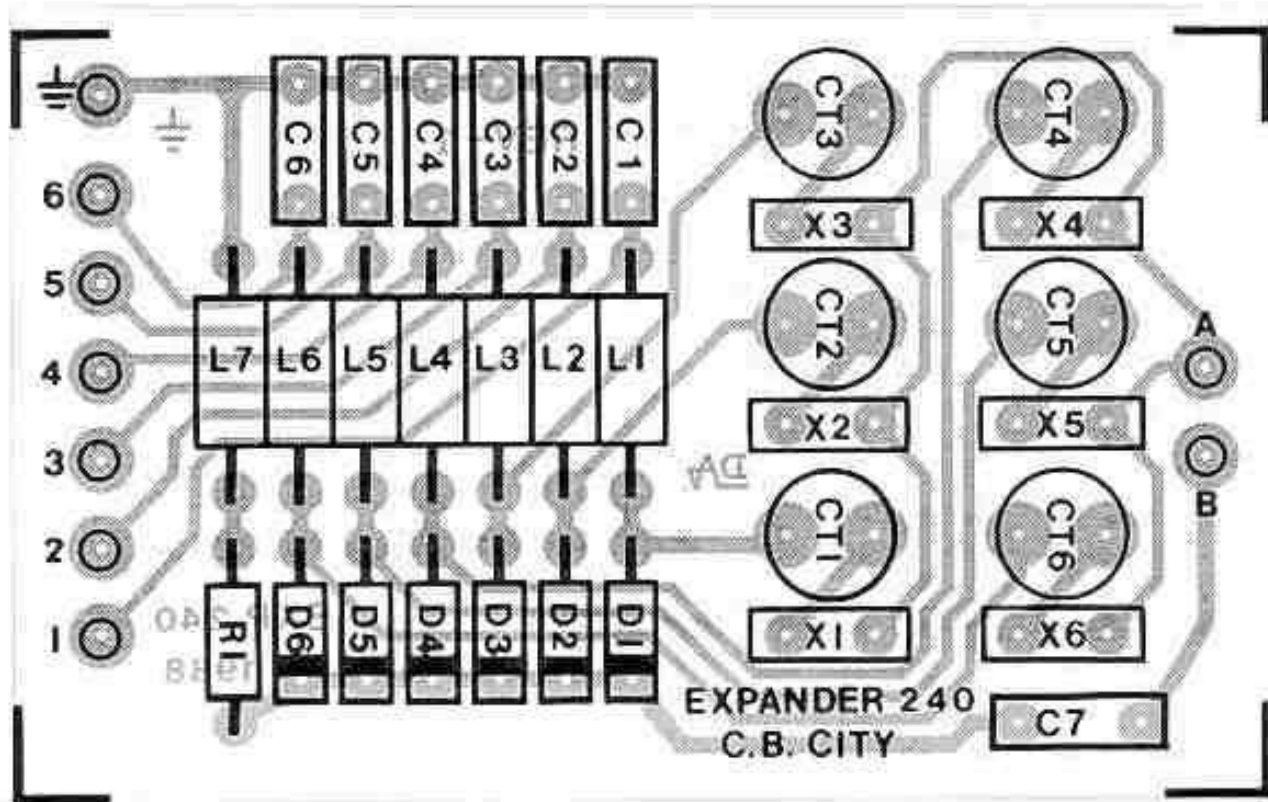 6
5
4
3
2
1
C6 C5 C4 C3 C2 C1
L7 L6 L5 L4 L3 L2 L1
R1 D6 D5 D4 D3 D2 D1
CT3 CT4
X3 X4
CT2 CT5
X2 X5
CT1 CT6
X1 X6
A
B
C7
EXPANDER 240
C.B. CITY